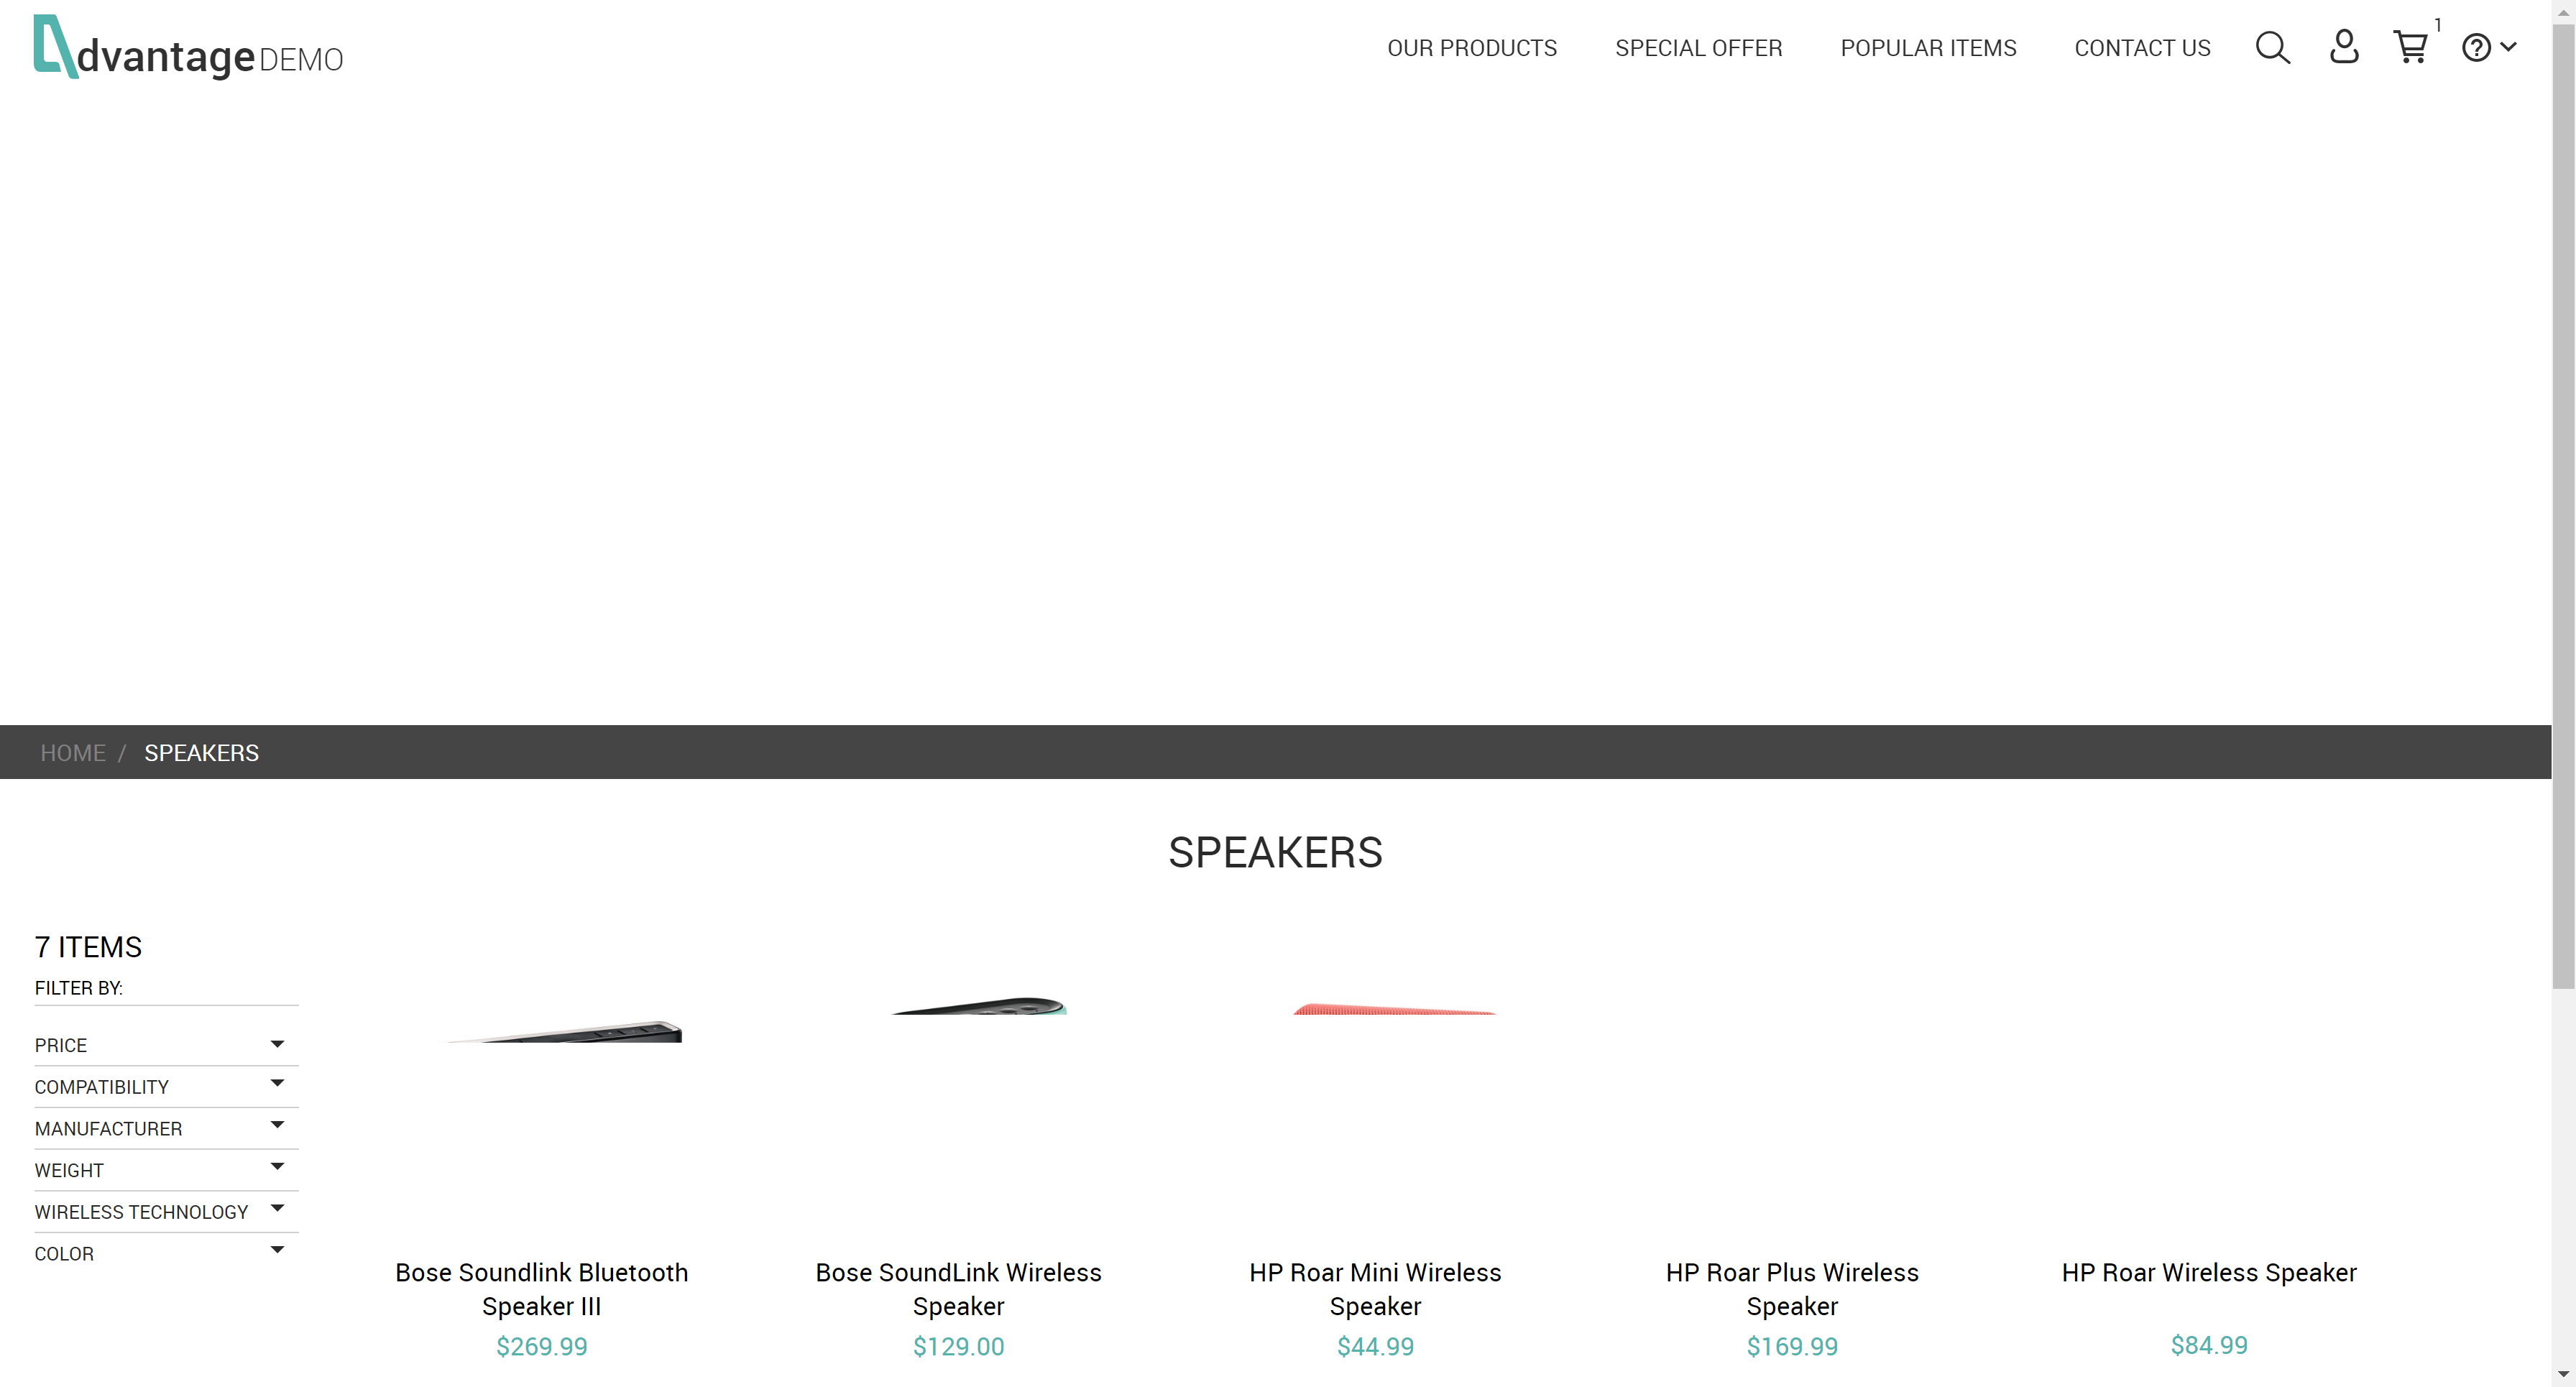 dvantage DEMO
OUR PRODUCTS
SPECIAL OFFER
POPULAR ITEMS
CONTACT US
1
HOME / SPEAKERS
SPEAKERS
7 ITEMS
FILTER BY:
PRICE
COMPATIBILITY
MANUFACTURER
WEIGHT
WIRELESS TECHNOLOGY
COLOR
Bose Soundlink Bluetooth
Speaker III
$269.99
Bose SoundLink Wireless
Speaker
$129.00
HP Roar Mini Wireless
Speaker
$44.99
HP Roar Plus Wireless
Speaker
$169.99
HP Roar Wireless Speaker
$84.99